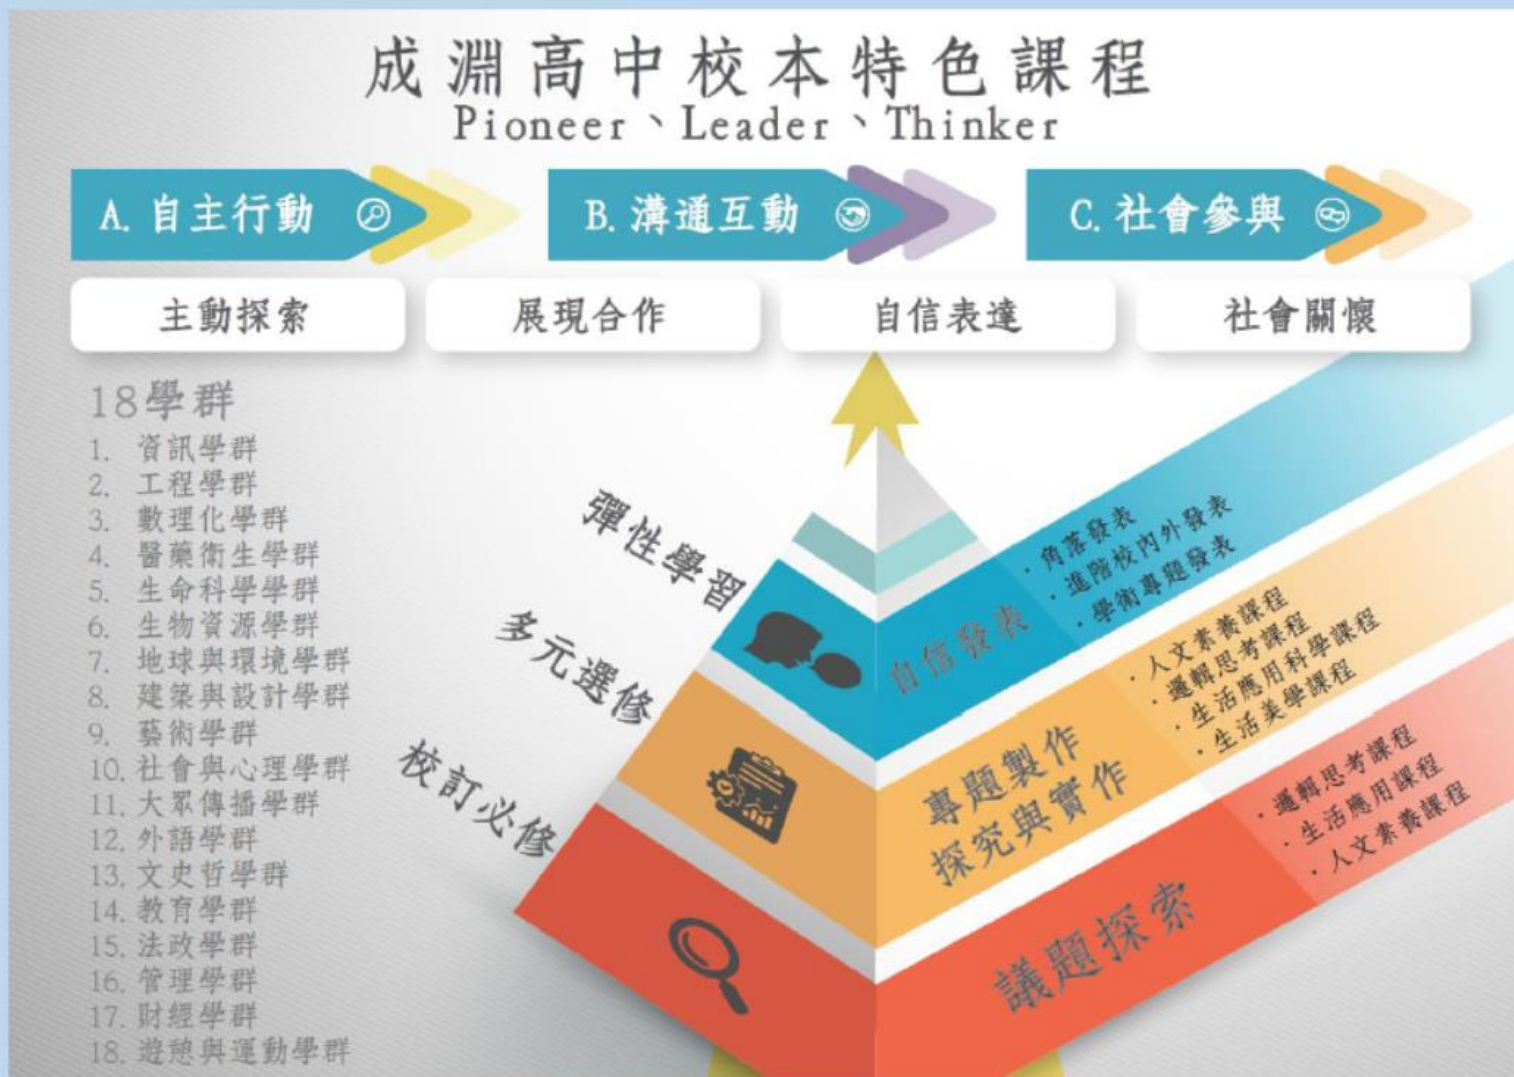 成淵高中校本特色課程
Pioneer、Leader、Thinker
A. 自主行動
B. 溝通互動
C. 社會參與
主動探索
展現合作
自信表達
社會關懷
18學群
1. 資訊學群
2. 工程學群
3. 數理化學群
4. 醫藥衛生學群
5. 生命科學學群
6. 生物資源學群
7. 地球與環境學群
8. 建築與設計學群
9. 藝術學群
10. 社會與心理學群
11. 大眾傳播學群
12. 外語學群
13. 文史哲學群
14. 教育學群
15. 法政學群
16. 管理學群
17. 財經學群
18. 遊憩與運動學群
彈性學習
自信發表
·角落發表
·進階校內外發表
·學術專題發表
多元選修
專題製作
探究與實作
·人文素養課程
·邏輯思考課程
·生活應用科學課程
·生活美學課程
校訂必修
議題探索
·邏輯思考課程
·生活應用課程
·人文素養課程